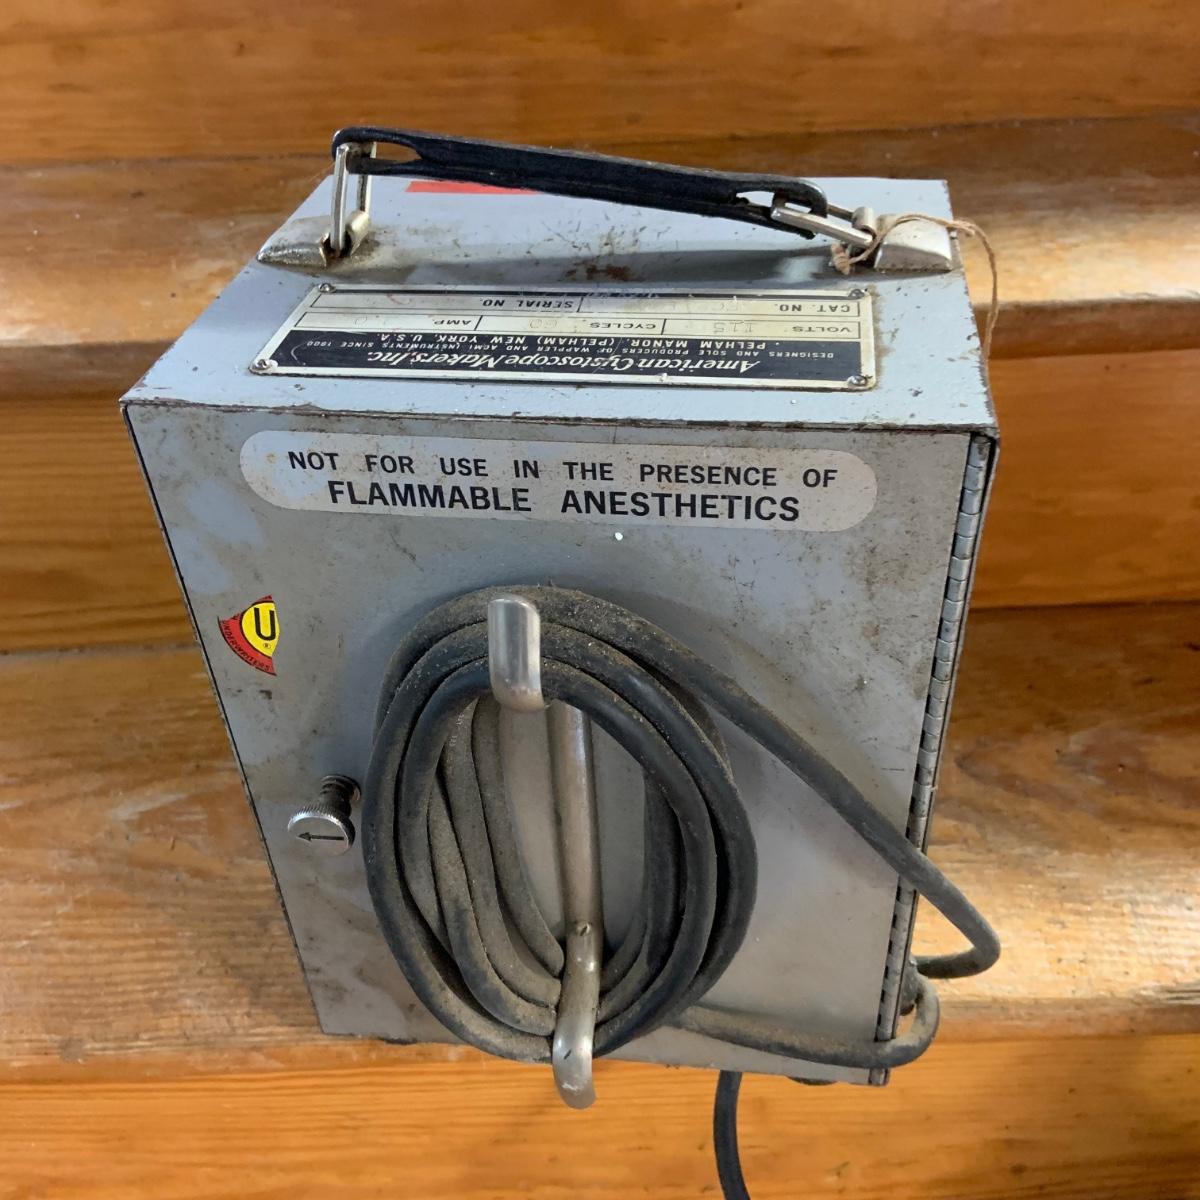 American Cystoscope Makers, Inc.
DESIGNERS AND SOLE PRODUCERS OF WAPPLER AND ACMI INSTRUMENTS SINCE 1900
PELHAM MANOR, (PELHAM) NEW YORK, U.S.A.
VOLTS 115 CYCLES 60 AMP.
CAT. NO. SERIAL NO.
NOT FOR USE IN THE PRESENCE OF
FLAMMABLE ANESTHETICS
U
®
UNDERWRITERS